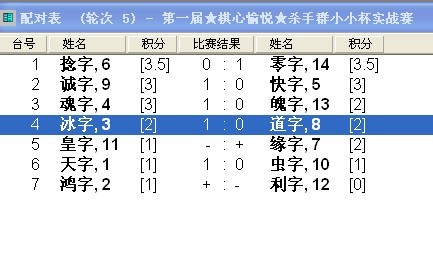 配对表 (轮次 5) - 第一届★棋心愉悦★杀手群小小杯实战赛
台号 姓名 积分 比赛结果 姓名 积分
1 捻字, 6 [3.5] 0 : 1 零字, 14 [3.5]
2 诚字, 9 [3] 1 : 0 快字, 5 [3]
3 魂字, 4 [3] 1 : 0 魄字, 13 [2]
4 冰字, 3 [2] 1 : 0 道字, 8 [2]
5 皇字, 11 [1] - : + 缘字, 7 [2]
6 天字, 1 [1] 1 : 0 虫字, 10 [1]
7 鸿字, 2 [1] + : - 利字, 12 [0]